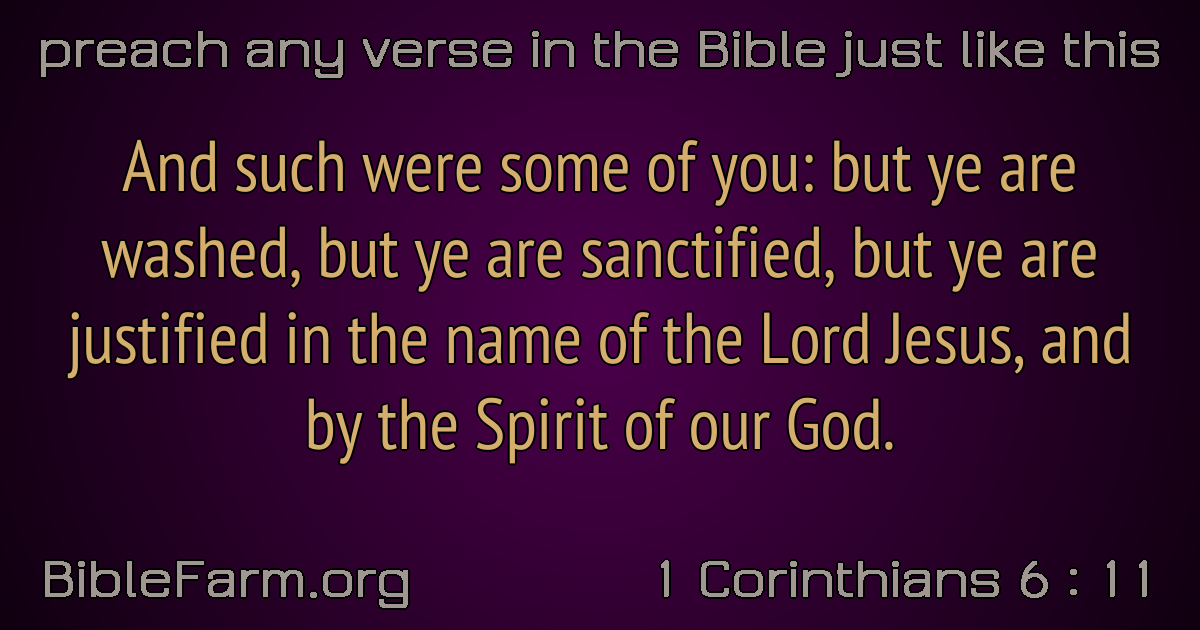 preach any verse in the Bible just like this
And such were some of you: but ye are
washed, but ye are sanctified, but ye are
justified in the name of the Lord Jesus, and
by the Spirit of our God.
BibleFarm.org
1 Corinthians 6 : 11